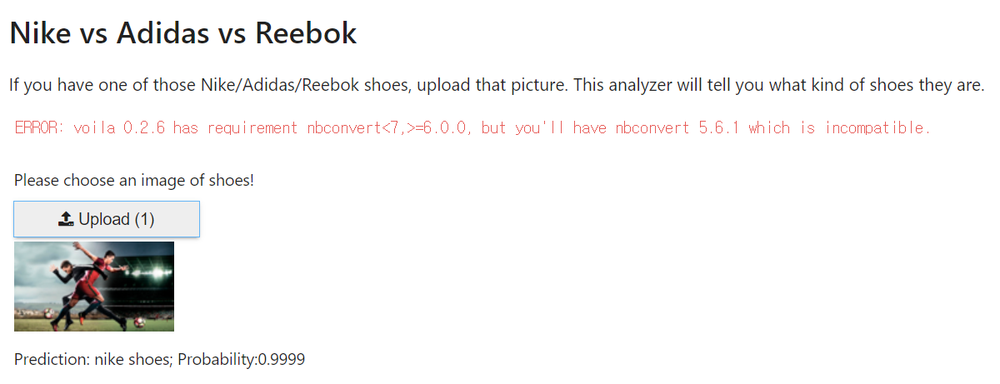 Nike vs Adidas vs Reebok
If you have one of those Nike/Adidas/Reebok shoes, upload that picture. This analyzer will tell you what kind of shoes they are.
ERROR: voila 0.2.6 has requirement nbconvert<7,>=6.0.0, but you'll have nbconvert 5.6.1 which is incompatible.
Please choose an image of shoes!
Upload (1)
Prediction: nike shoes; Probability:0.9999